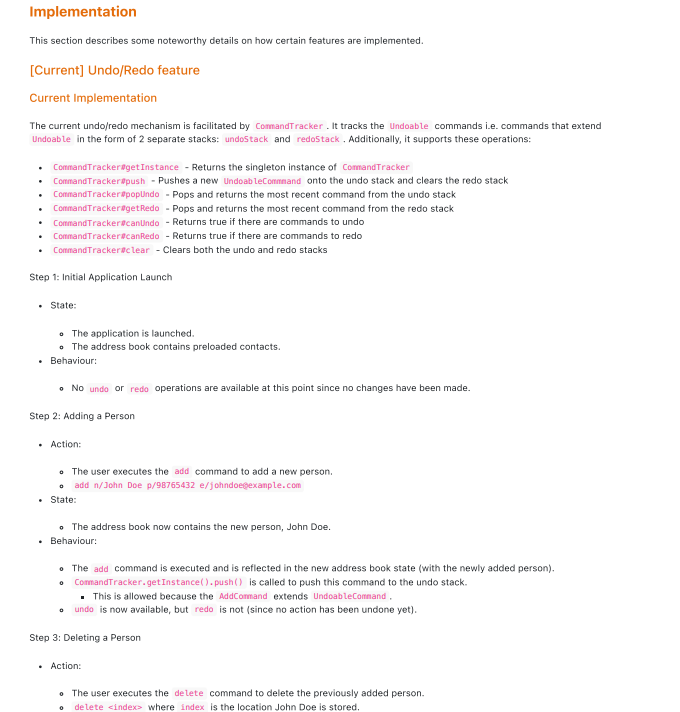 Implementation
This section describes some noteworthy details on how certain features are implemented.
[Current] Undo/Redo feature
Current Implementation
The current undo/redo mechanism is facilitated by CommandTracker . It tracks the Undoable commands i.e. commands that extend
Undoable in the form of 2 separate stacks: undoStack and redoStack . Additionally, it supports these operations:
• CommandTracker#getInstance - Returns the singleton instance of CommandTracker
• CommandTracker#push - Pushes a new UndoableCommmand onto the undo stack and clears the redo stack
• CommandTracker#popUndo - Pops and returns the most recent command from the undo stack
• CommandTracker#getRedo - Pops and returns the most recent command from the redo stack
• CommandTracker#canUndo - Returns true if there are commands to undo
• CommandTracker#canRedo - Returns true if there are commands to redo
• CommandTracker#clear - Clears both the undo and redo stacks
Step 1: Initial Application Launch
• State:
The application is launched.
The address book contains preloaded contacts.
• Behaviour:
No undo or redo operations are available at this point since no changes have been made.
Step 2: Adding a Person
• Action:
The user executes the add command to add a new person.
add n/John Doe p/98765432 e/johndoe@example.com
• State:
The address book now contains the new person, John Doe.
• Behaviour:
The add command is executed and is reflected in the new address book state (with the newly added person).
CommandTracker.getInstance().push() is called to push this command to the undo stack.
This is allowed because the AddCommand extends UndoableCommand .
undo is now available, but redo is not (since no action has been undone yet).
Step 3: Deleting a Person
• Action:
The user executes the delete command to delete the previously added person.
delete <index> where index is the location John Doe is stored.